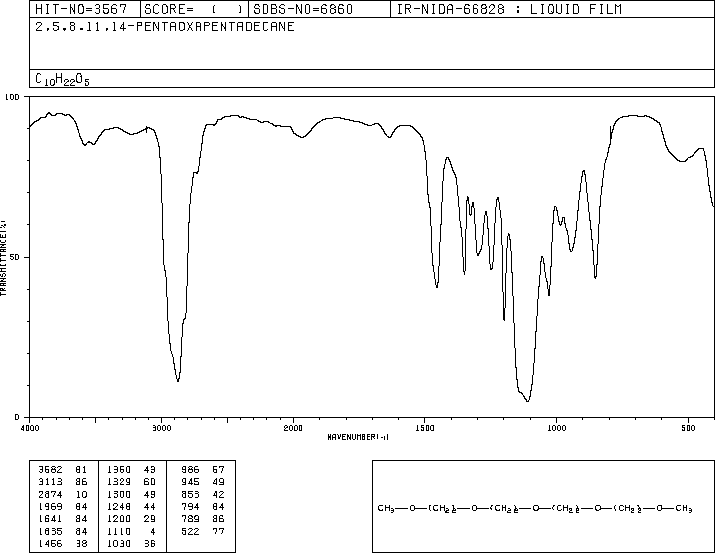 HIT-NO=3567 SCORE= ( ) SDBS-NO=6860 IR-NIDA-66828 : LIQUID FILM
2,5,8,11,14-PENTAOXAPENTADECANE
C10H22O5
100
50
0
TRANSMITTANCE(%)
4000 3000 2000 1500 1000 500
WAVENUMBER(-1)
3582 81 1350 43 986 57
3113 86 1329 60 945 49
2874 10 1300 49 853 42
1969 84 1248 44 794 84
1641 84 1200 29 789 86
1635 84 1110 4 522 77
1456 38 1030 36
CH3—O—(CH2)2—O—(CH2)2—O—(CH2)2—O—(CH2)2—O—CH3